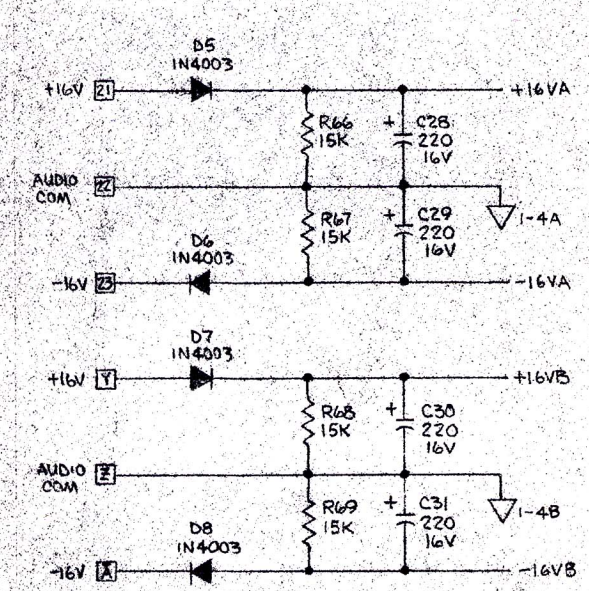 D5
1N4003
+16V 21
+16VA
R66
15K
+ C28
220
16V
AUDIO
COM
22
1-4A
R67
15K
+ C29
220
16V
D6
1N4003
-16V 23
-16VA
D7
1N4003
+16V Y
+16VB
R68
15K
+ C30
220
16V
AUDIO
COM
Z
1-4B
R69
15K
+ C31
220
16V
D8
1N4003
-16V
-16VB